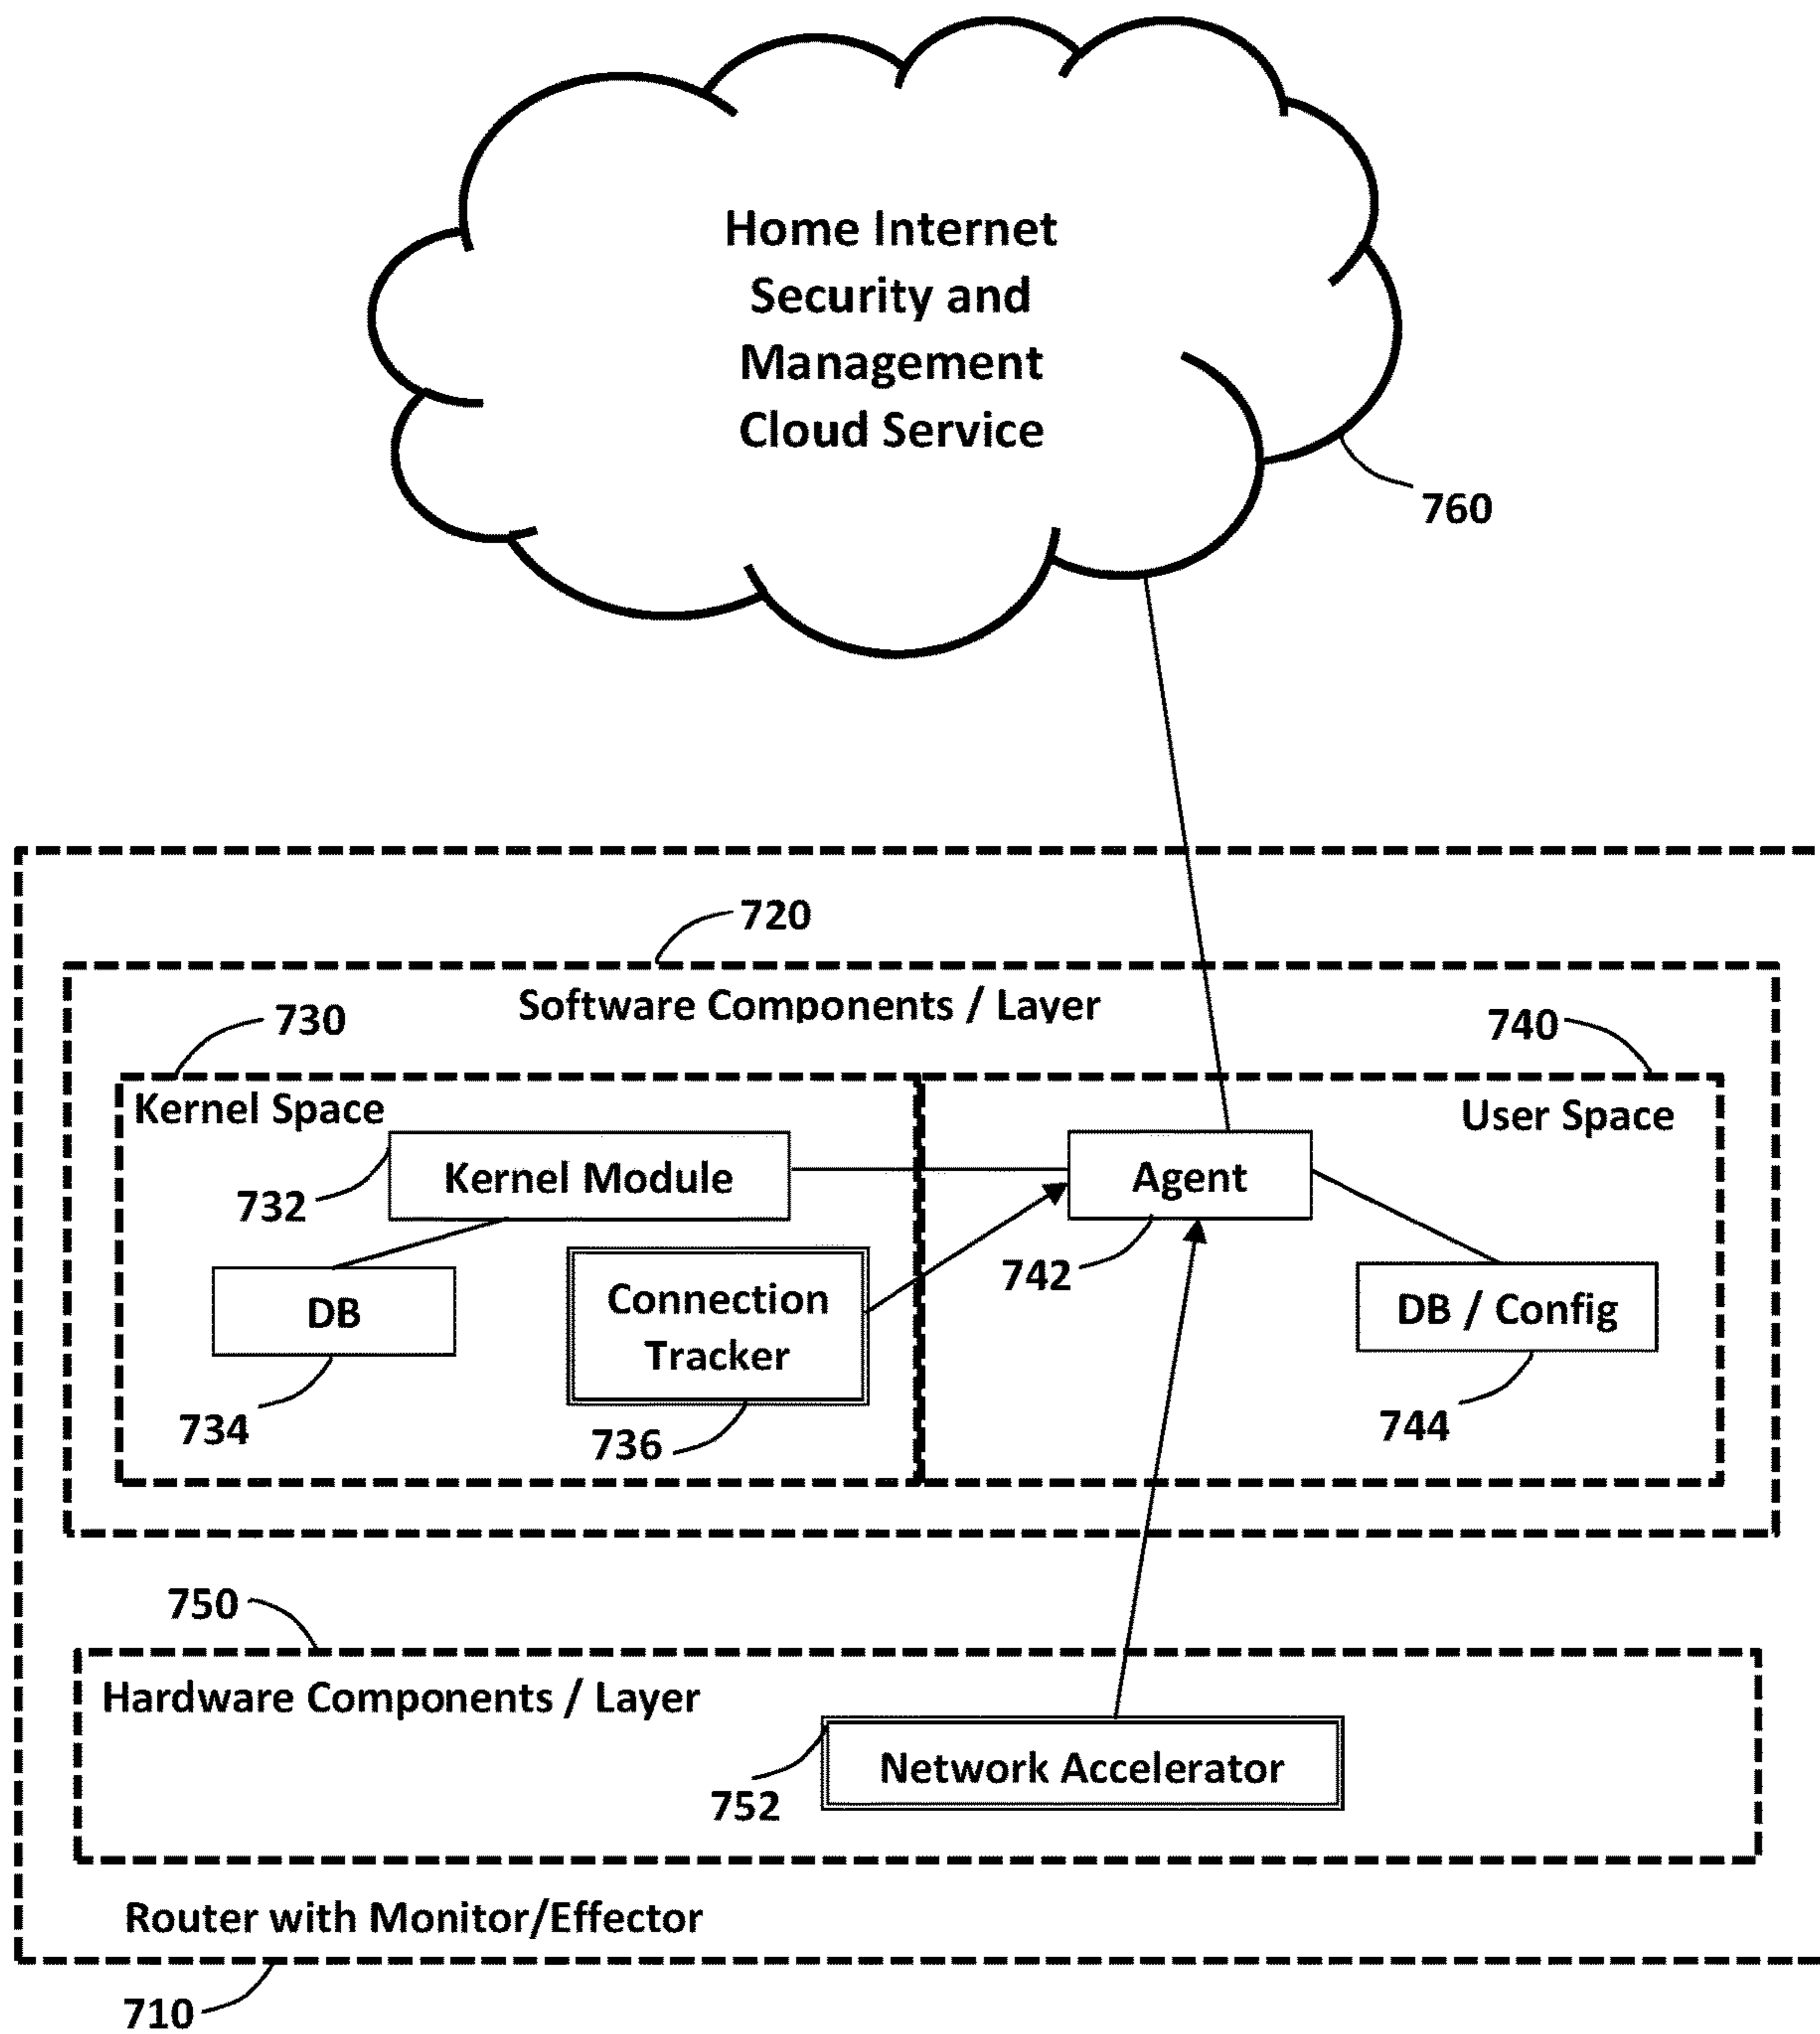 Home Internet
Security and
Management
Cloud Service
760
720
Software Components / Layer
730
740
Kernel Space
User Space
Kernel Module
Agent
732
742
DB
Connection
Tracker
DB / Config
734
736
744
750
Hardware Components / Layer
Network Accelerator
752
Router with Monitor/Effector
710